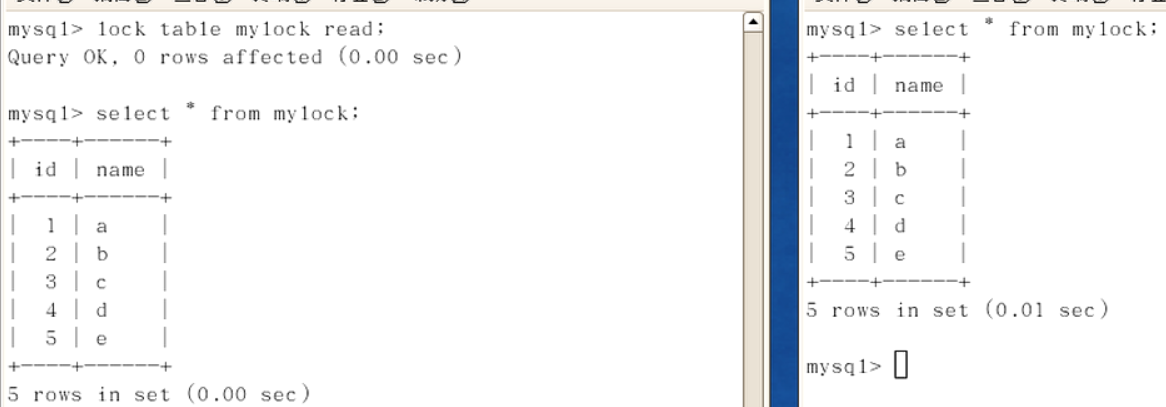 mysql> lock table mylock read;
Query OK, 0 rows affected (0.00 sec)
mysql> select * from mylock;
+----+------+
| id | name |
+----+------+
| 1 | a |
| 2 | b |
| 3 | c |
| 4 | d |
| 5 | e |
+----+------+
5 rows in set (0.00 sec)
mysql> select * from mylock;
+----+------+
| id | name |
+----+------+
| 1 | a |
| 2 | b |
| 3 | c |
| 4 | d |
| 5 | e |
+----+------+
5 rows in set (0.01 sec)
mysql>